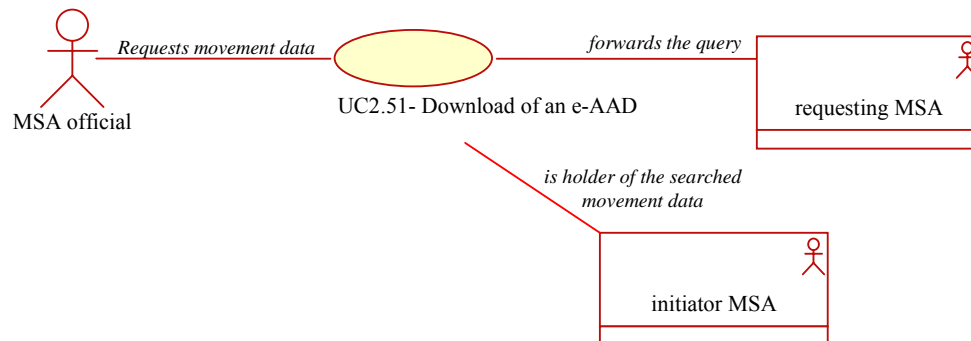 Requests movement data
forwards the query
MSA official
UC2.51- Download of an e-AAD
requesting MSA
is holder of the searched
movement data
initiator MSA